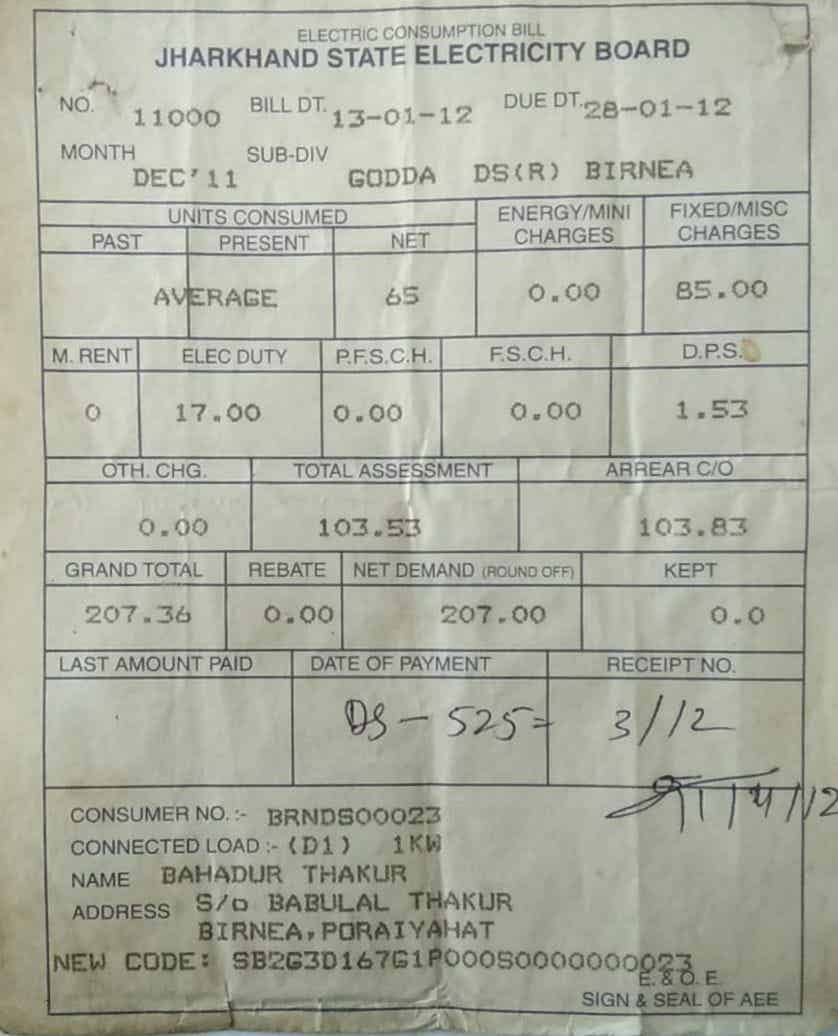 ELECTRIC CONSUMPTION BILL
JHARKHAND STATE ELECTRICITY BOARD
NO. 11000 BILL DT. 13-01-12 DUE DT. 28-01-12
MONTH DEC'11 SUB-DIV GODDA DS(R) BIRNEA
UNITS CONSUMED ENERGY/MINI CHARGES FIXED/MISC CHARGES
PAST PRESENT NET
AVERAGE 65 0.00 85.00
M. RENT ELEC DUTY P.F.S.C.H. F.S.C.H. D.P.S.
0 17.00 0.00 0.00 1.53
OTH. CHG. TOTAL ASSESSMENT ARREAR C/O
0.00 103.53 103.83
GRAND TOTAL REBATE NET DEMAND (ROUND OFF) KEPT
207.36 0.00 207.00 0.0
LAST AMOUNT PAID DATE OF PAYMENT RECEIPT NO.
DS - 525= 3/12
CONSUMER NO. :- BRNDS00023
CONNECTED LOAD :- (D1) 1KW
NAME BAHADUR THAKUR
ADDRESS S/o BABULAL THAKUR
BIRNEA,PORAIYAHAT
NEW CODE: SB2G3D167G1P000S0000000023
E. & O. E.
SIGN & SEAL OF AEE